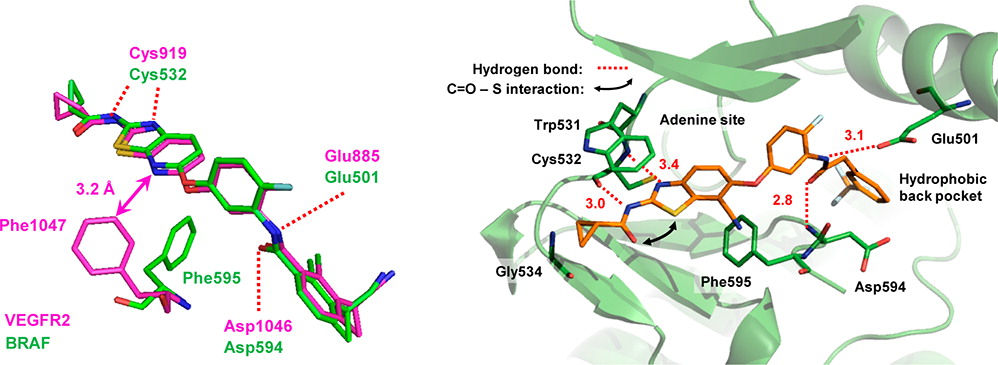 Cys919
Cys532
3.2 Å
Phe1047
Phe595
Glu885
Glu501
VEGFR2
BRAF
Asp1046
Asp594
Hydrogen bond:
C=O – S interaction:
Trp531
Cys532
Adenine site
3.4
3.0
3.1
Glu501
2.8
Hydrophobic
back pocket
Gly534
Phe595
Asp594